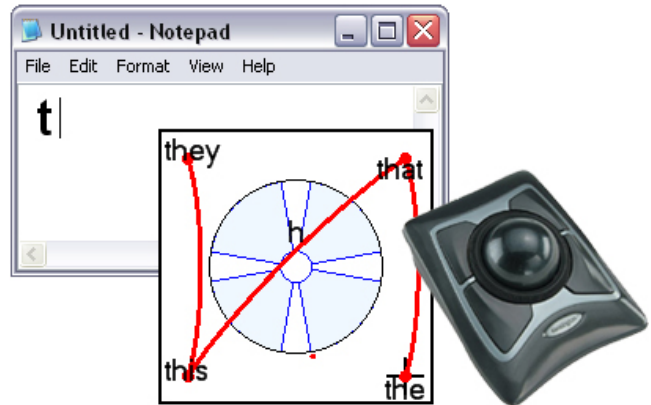 Untitled - Notepad
File Edit Format View Help
t
they
that
h
this
the